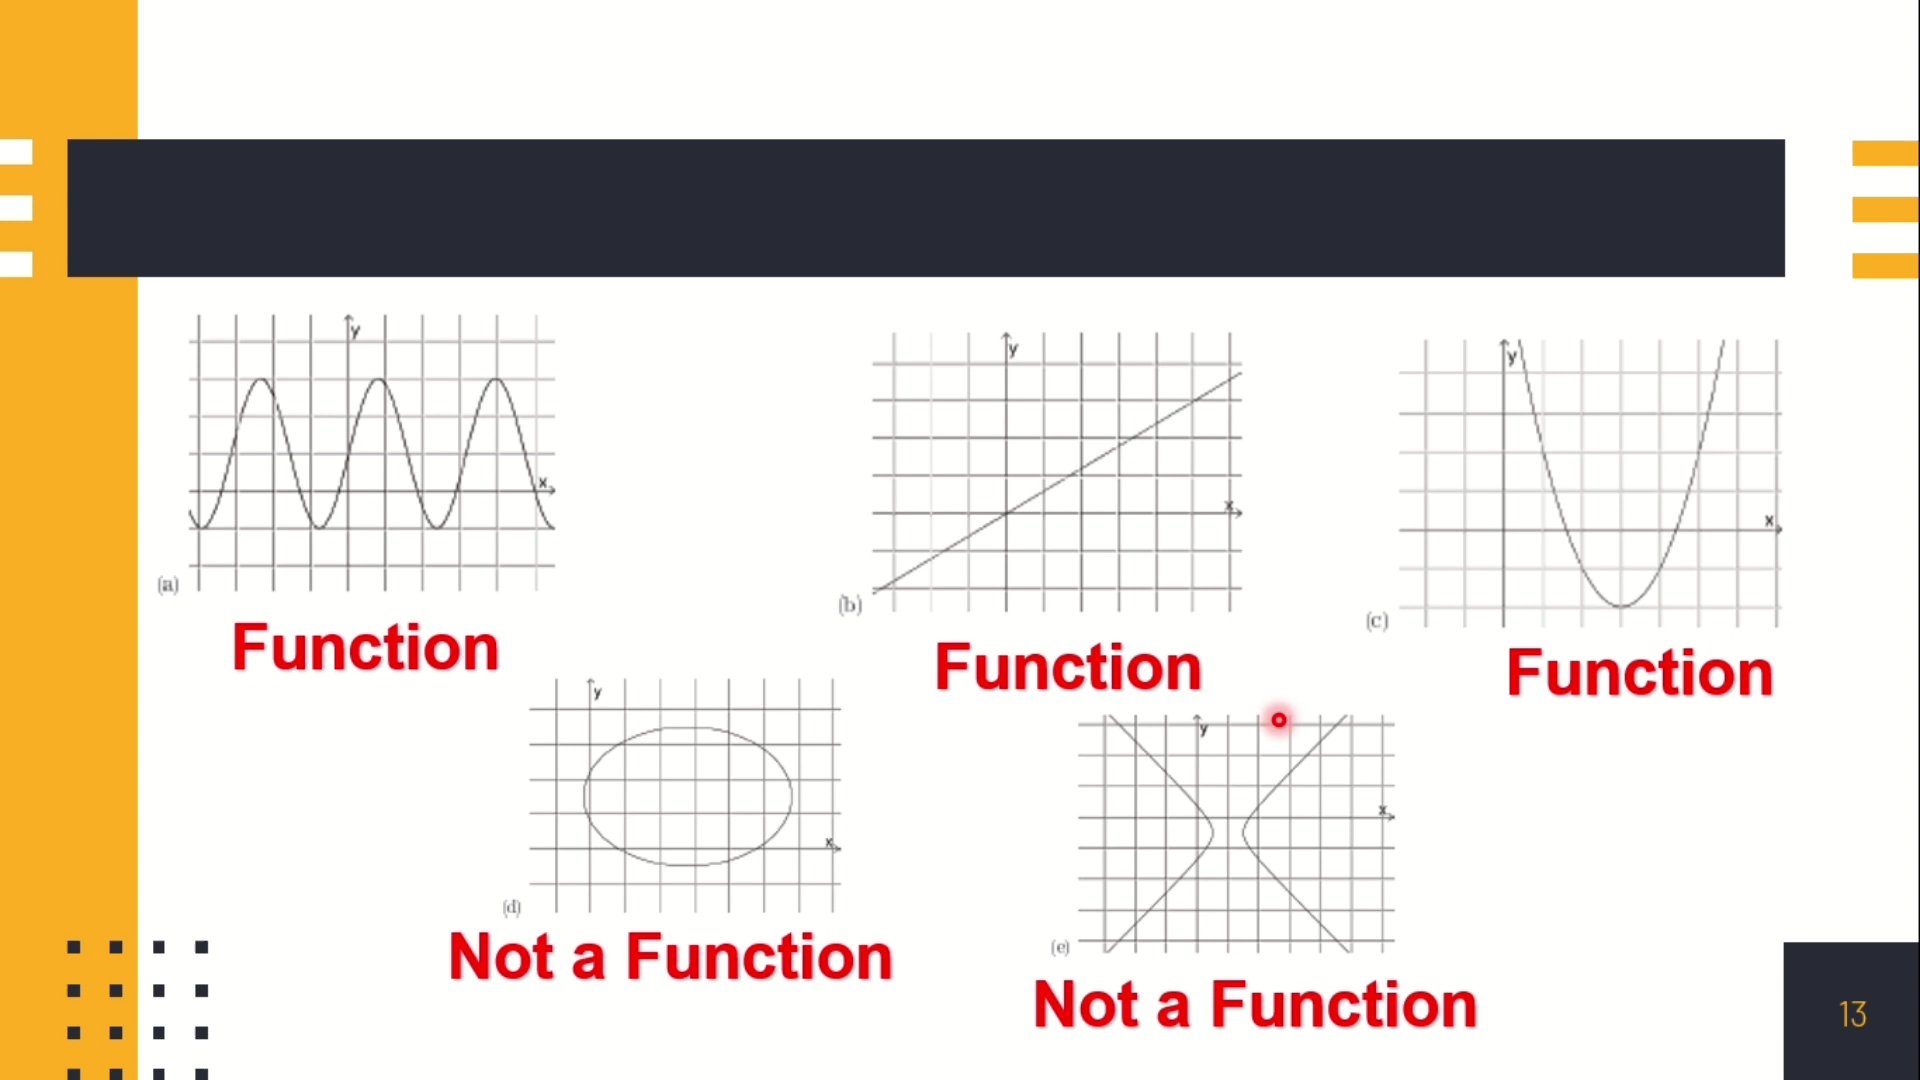 y
x
(a)
Function
y
x
(b)
Function
y
x
(c)
Function
y
x
(d)
Not a Function
y
x
(e)
Not a Function
13